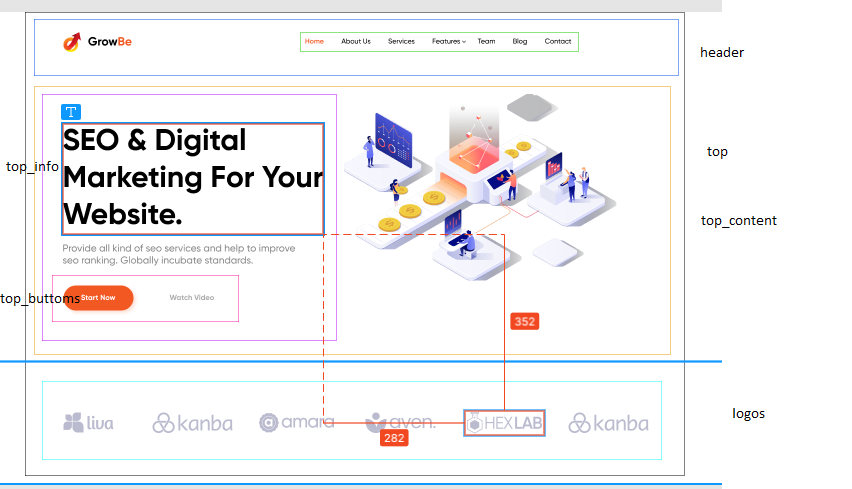 GrowBe
Home About Us Services Features Team Blog Contact
header
T
SEO & Digital
Marketing For Your
Website.
top_info
top
top_content
Provide all kind of seo services and help to improve
seo ranking. Globally incubate standards.
top_buttoms
Start Now Watch Video
352
liva kanba amara aven. HEXLAB kanba
logos
282